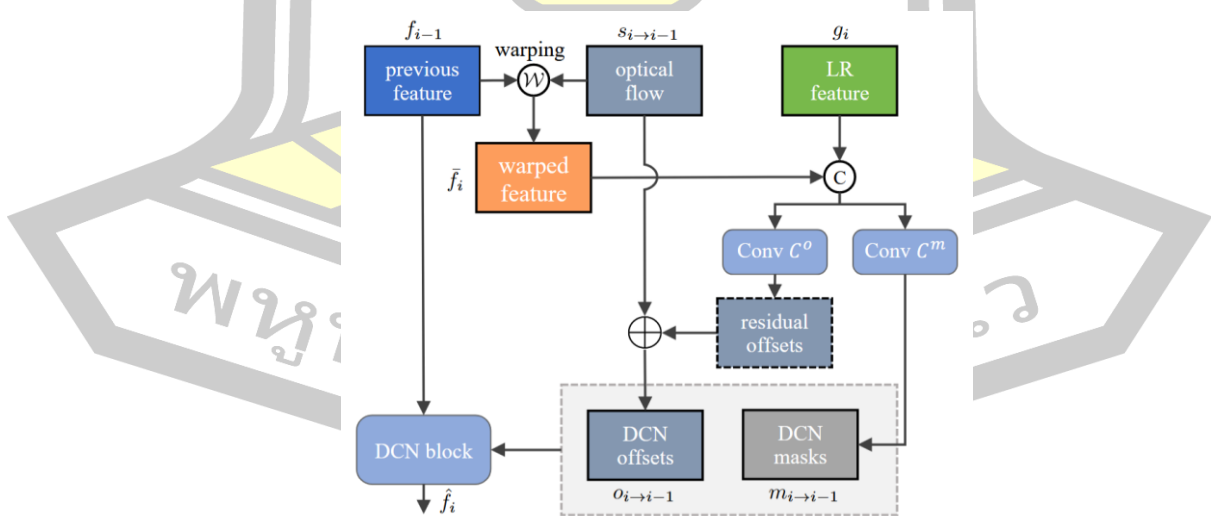 f_{i-1}
s_{i→i-1}
g_i
previous
feature
warping
W
optical
flow
LR
feature
f̄_i
warped
feature
C
Conv C^o
Conv C^m
residual
offsets
DCN block
DCN
offsets
DCN
masks
f̂_i
o_{i→i-1}
m_{i→i-1}